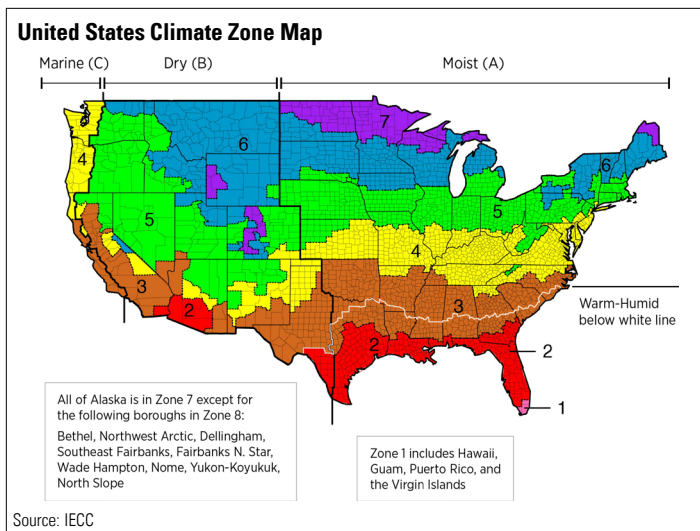 United States Climate Zone Map
Marine (C)
Dry (B)
Moist (A)
7
6
6
4
6
5
5
4
3
3
2
2
Warm-Humid
below white line
2
1
All of Alaska is in Zone 7 except for
the following boroughs in Zone 8:
Bethel, Northwest Arctic, Dellingham,
Southeast Fairbanks, Fairbanks N. Star,
Wade Hampton, Nome, Yukon-Koyukuk,
North Slope
Zone 1 includes Hawaii,
Guam, Puerto Rico, and
the Virgin Islands
Source: IECC